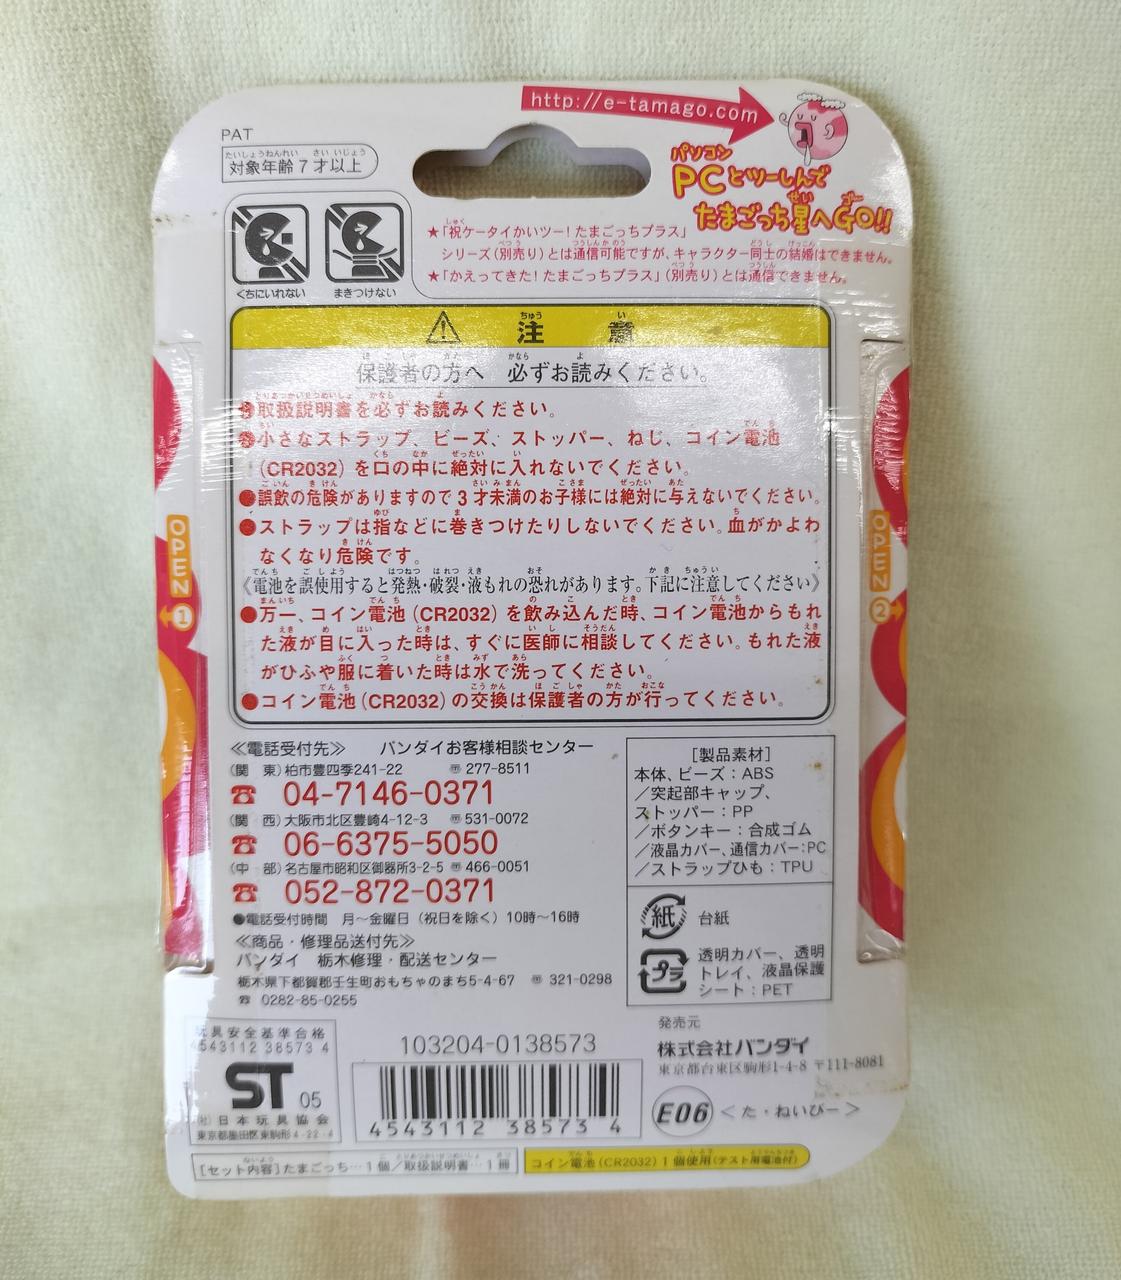 http://e-tamago.com
PAT
対象年齢7才以上
PCとツーしんで
たまごっち星へGO!!
★「祝ケータイかいツー!たまごっちプラス」
シリーズ(別売り)とは通信可能ですが、キャラクター同士の結婚はできません。
★「かえってきた!たまごっちプラス」(別売り)とは通信できません。
くちにいれない
まきつけない
注意
保護者の方へ 必ずお読みください。
●取扱説明書を必ずお読みください。
●小さなストラップ、ビーズ、ストッパー、ねじ、コイン電池
(CR2032)を口の中に絶対に入れないでください。
●誤飲の危険がありますので3才未満のお子様には絶対に与えないでください。
●ストラップは指などに巻きつけたりしないでください。血がかよわ
なくなり危険です。
《電池を誤使用すると発熱・破裂・液もれの恐れがあります。下記に注意してください》
●万一、コイン電池(CR2032)を飲み込んだ時、コイン電池からもれ
た液が目に入った時は、すぐに医師に相談してください。もれた液
がひふや服に着いた時は水で洗ってください。
●コイン電池(CR2032)の交換は保護者の方が行ってください。
OPEN
1
OPEN
2
≪電話受付先≫ バンダイお客様相談センター
(関 東)柏市豊四季241-22 〒277-8511
☎ 04-7146-0371
(関 西)大阪市北区豊崎4-12-3 〒531-0072
☎ 06-6375-5050
(中 部)名古屋市昭和区御器所3-2-5 〒466-0051
☎ 052-872-0371
●電話受付時間 月〜金曜日(祝日を除く)10時〜16時
≪商品・修理品送付先≫
バンダイ 栃木修理・配送センター
栃木県下都賀郡壬生町おもちゃのまち5-4-67 〒321-0298
☎ 0282-85-0255
[製品素材]
本体、ビーズ:ABS
/突起部キャップ、
ストッパー:PP
/ボタンキー:合成ゴム
/液晶カバー、通信カバー:PC
/ストラップひも:TPU
紙 台紙
プラ
透明カバー、透明
トレイ、液晶保護
シート:PET
玩具安全基準合格
4543112 38573 4
ST 05
(社)日本玩具協会
東京都墨田区東駒形4-22-4
103204-0138573
4543112 38573 4
発売元
株式会社バンダイ
東京都台東区駒形1-4-8 〒111-8081
E06 <た・ねいびー>
[セット内容]たまごっち…1個/取扱説明書…1冊
コイン電池(CR2032)1個使用(テスト用電池付)